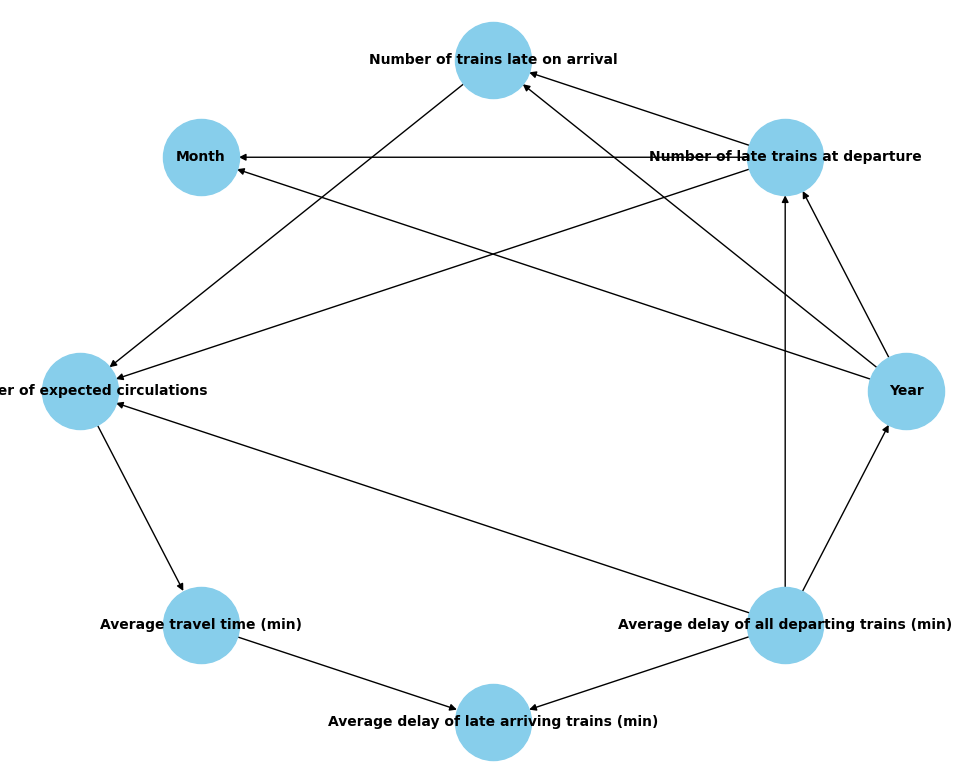 Number of trains late on arrival
Month
Number of late trains at departure
er of expected circulations
Year
Average travel time (min)
Average delay of all departing trains (min)
Average delay of late arriving trains (min)